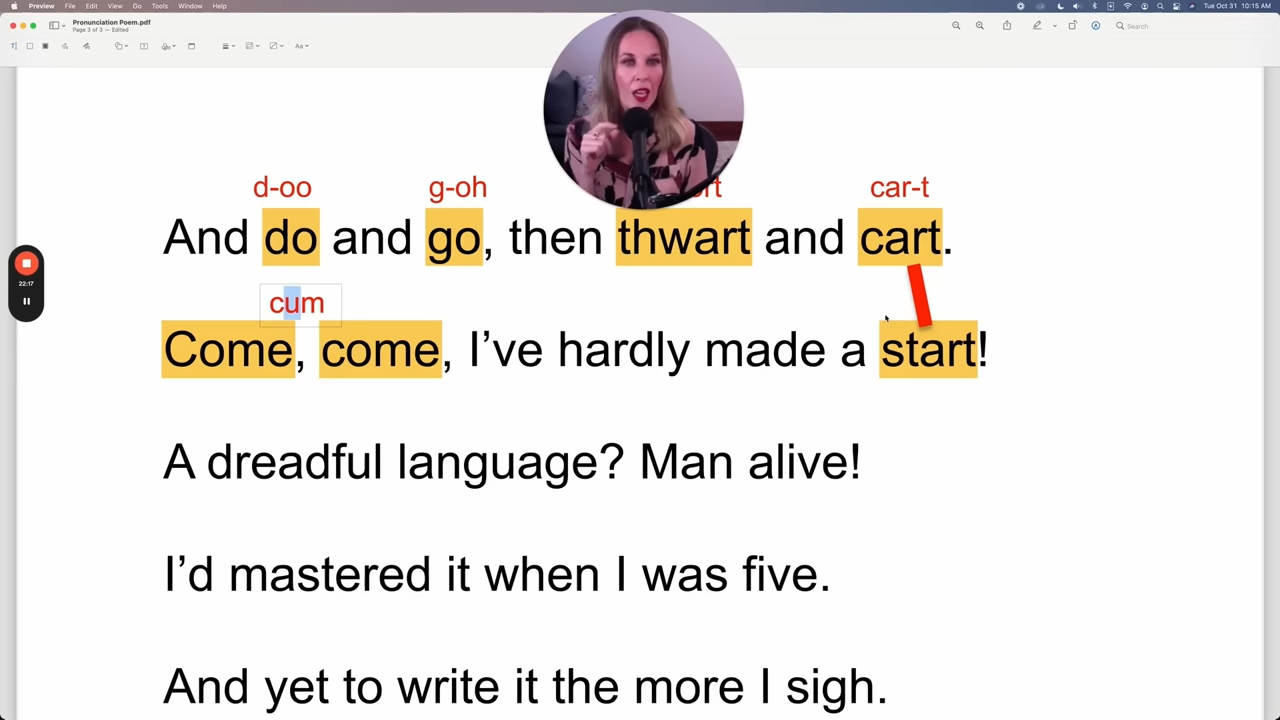 Preview File Edit View Go Tools Window Help Tue Oct 31 10:15 AM
Pronunciation Poem.pdf
Page 3 of 3 — Edited
Search
Aa
d-oo g-oh car-t
And do and go, then thwart and cart.
22:17
cum
Come, come, I’ve hardly made a start!
A dreadful language? Man alive!
I’d mastered it when I was five.
And yet to write it the more I sigh.